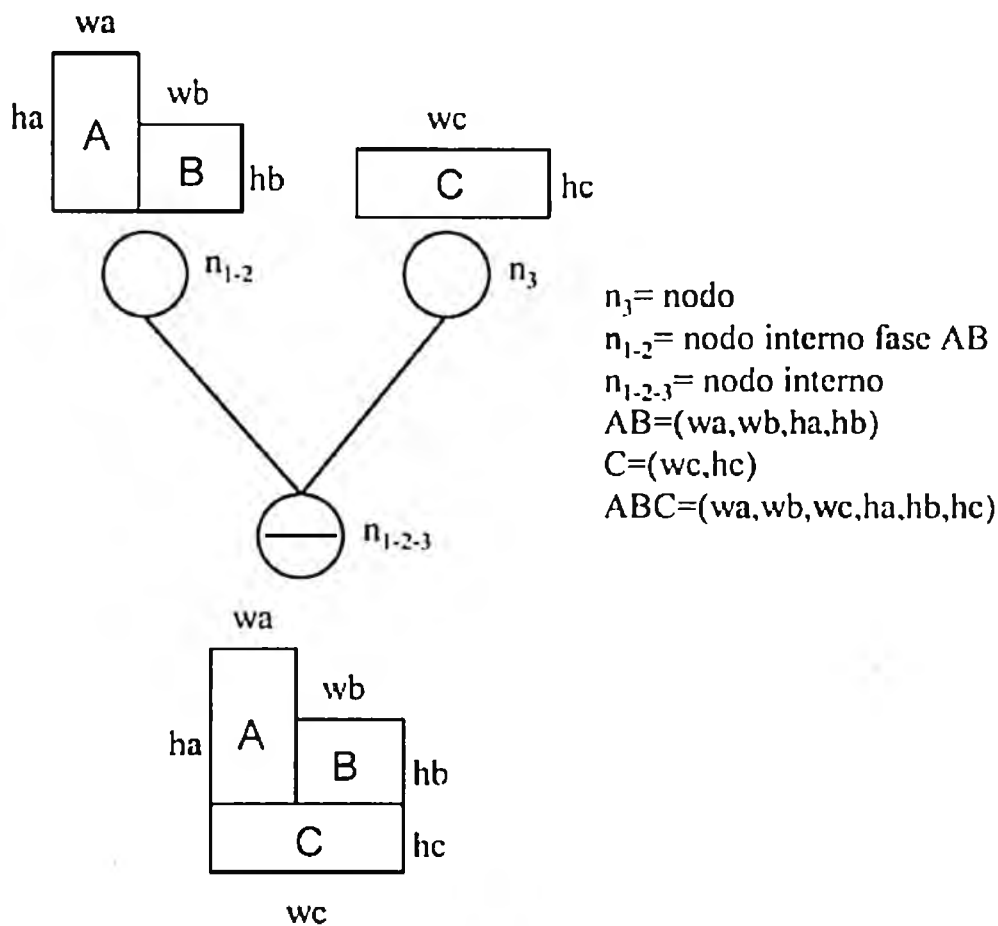 wa
wb
ha
A
B
hb
wc
C
hc
n1-2
n3
n3= nodo
n1-2= nodo interno fase AB
n1-2-3= nodo interno
AB=(wa,wb,ha,hb)
C=(wc,hc)
ABC=(wa,wb,wc,ha,hb,hc)
n1-2-3
wa
wb
ha
A
B
hb
C
hc
wc